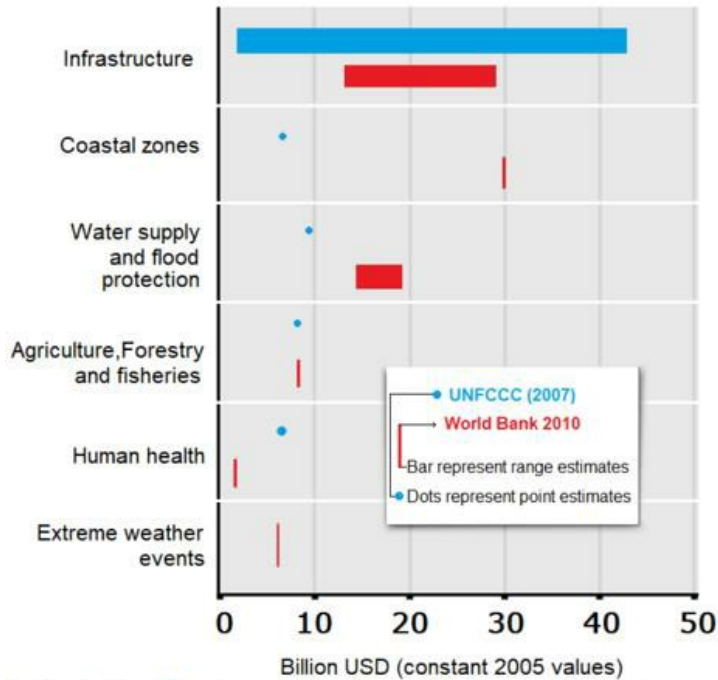 Infrastructure
Coastal zones
Water supply
and flood
protection
Agriculture,Forestry
and fisheries
Human health
Extreme weather
events
UNFCCC (2007)
World Bank 2010
Bar represent range estimates
Dots represent point estimates
0 10 20 30 40 50
Billion USD (constant 2005 values)